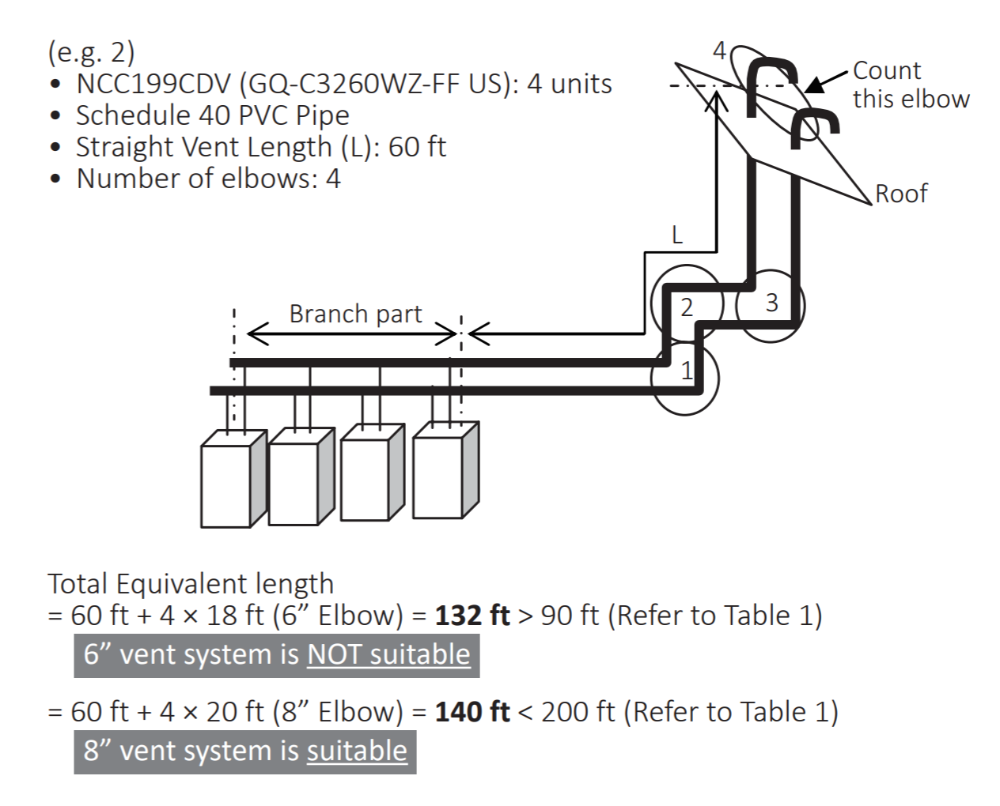 (e.g. 2)
• NCC199CDV (GQ-C3260WZ-FF US): 4 units
• Schedule 40 PVC Pipe
• Straight Vent Length (L): 60 ft
• Number of elbows: 4
4
Count
this elbow
Roof
L
Branch part
2
3
1
Total Equivalent length
= 60 ft + 4 × 18 ft (6” Elbow) = 132 ft > 90 ft (Refer to Table 1)
6” vent system is NOT suitable
= 60 ft + 4 × 20 ft (8” Elbow) = 140 ft < 200 ft (Refer to Table 1)
8” vent system is suitable